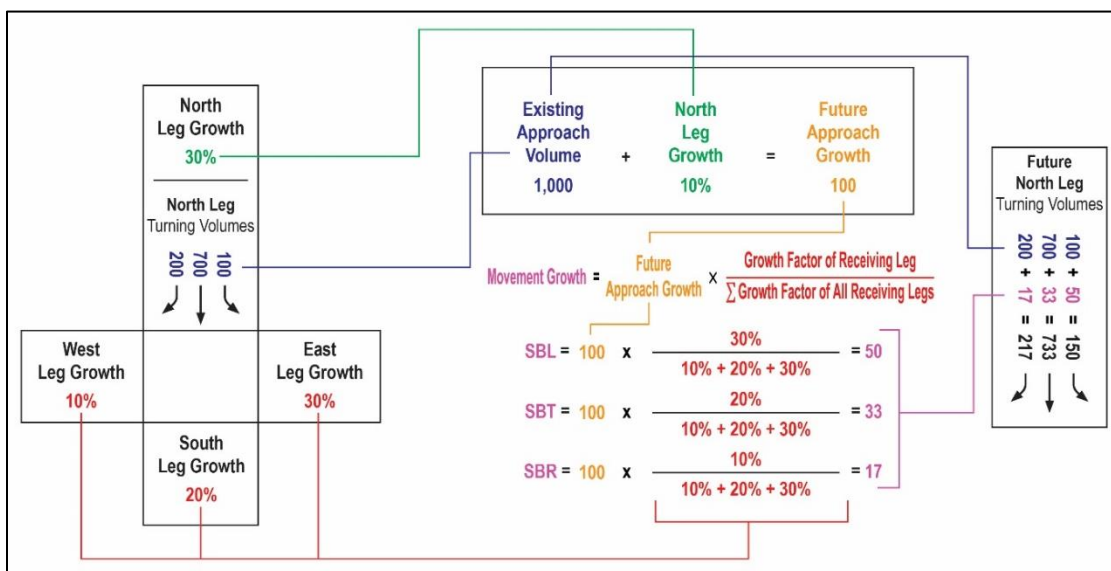 North
Leg Growth
30%
North Leg
Turning Volumes
200 700 100
West
Leg Growth
10%
East
Leg Growth
30%
South
Leg Growth
20%
Existing
Approach
Volume
1,000
+
North
Leg
Growth
10%
=
Future
Approach
Growth
100
Movement Growth = Future Approach Growth x Growth Factor of Receiving Leg
∑ Growth Factor of All Receiving Legs
SBL = 100 x 30% = 50
10% + 20% + 30%
SBT = 100 x 20% = 33
10% + 20% + 30%
SBR = 100 x 10% = 17
10% + 20% + 30%
Future
North Leg
Turning Volumes
200 + 17 = 217
700 + 33 = 733
100 + 50 = 150